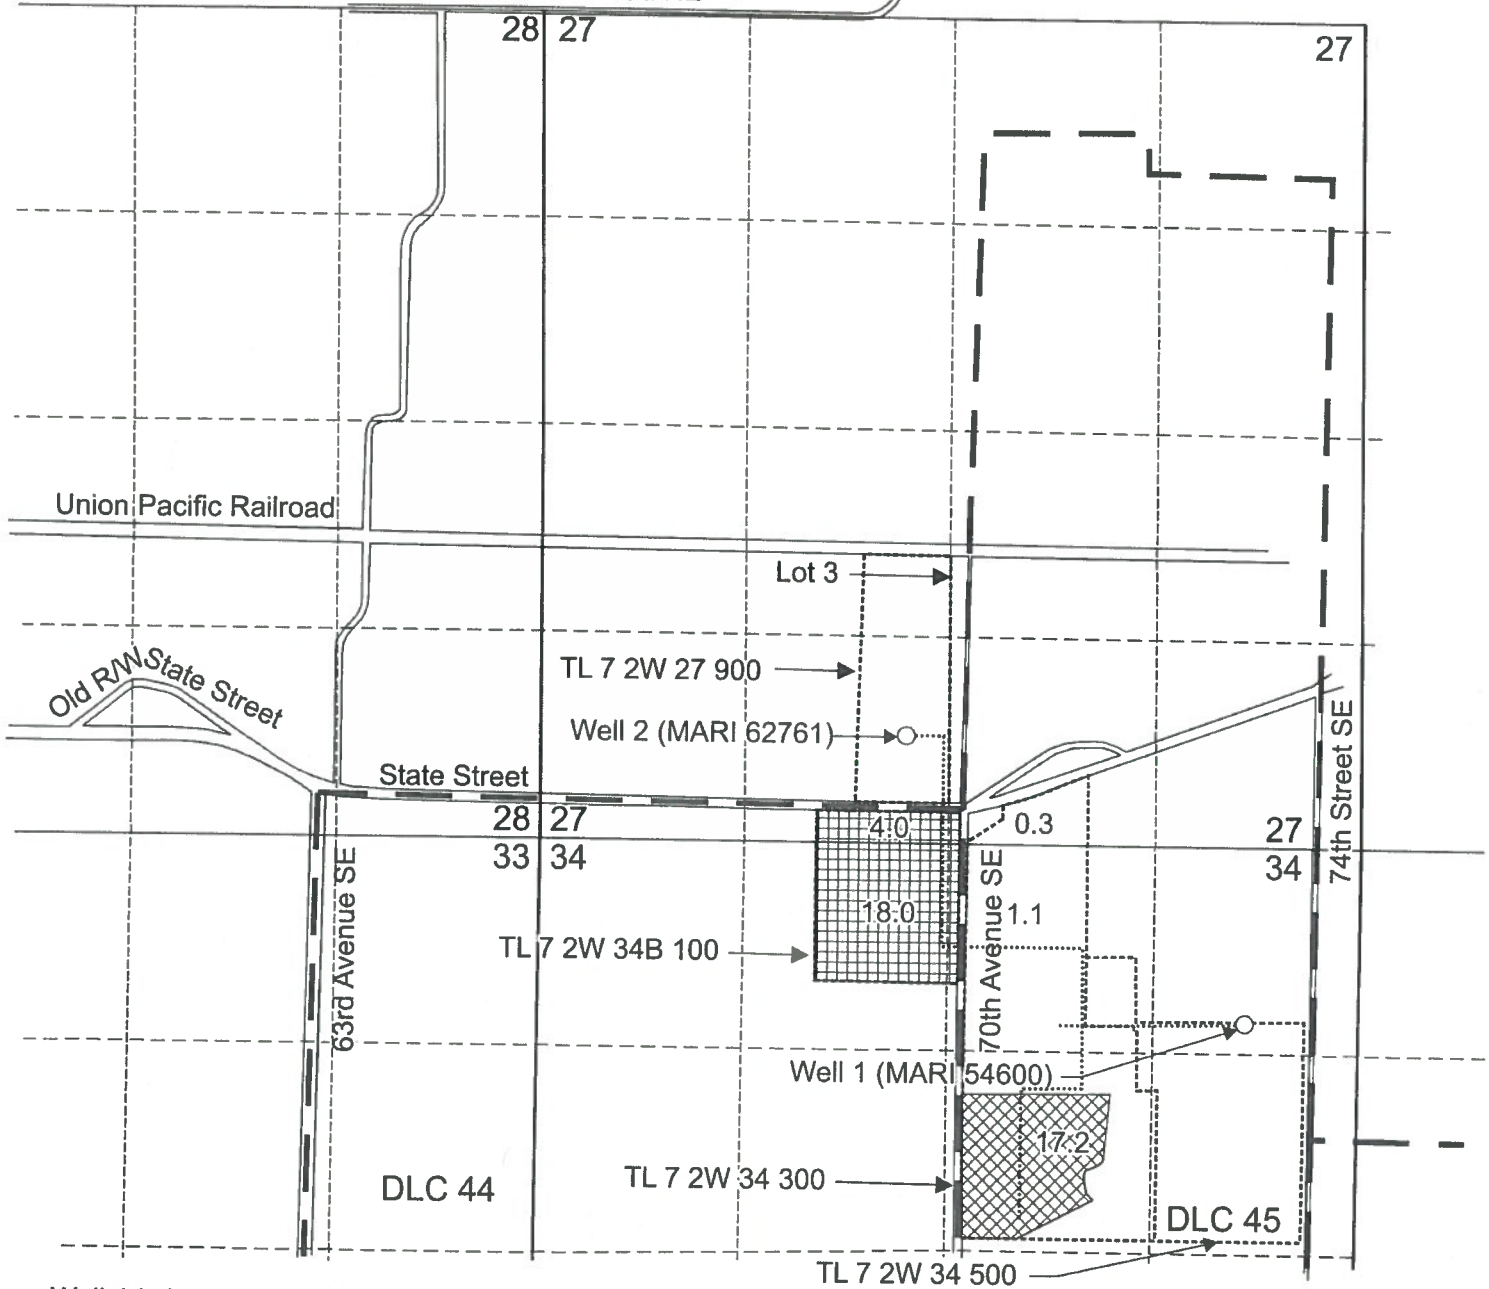 28 27
27
Union Pacific Railroad
Lot 3
Old R/W State Street
TL 7 2W 27 900
Well 2 (MARI 62761)
State Street
74th Street SE
28 27
4.0
0.3
27
33 34
34
63rd Avenue SE
18.0
70th Avenue SE
1.1
TL 7 2W 34B 100
Well 1 (MARI 54600)
17.2
TL 7 2W 34 300
DLC 44
DLC 45
TL 7 2W 34 500